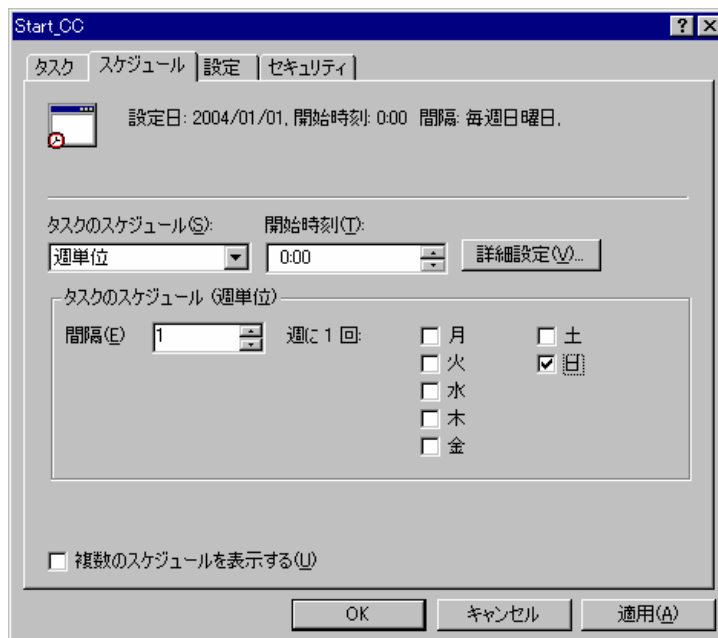 Start_CC
タスク スケジュール 設定 セキュリティ
設定日: 2004/01/01, 開始時刻: 0:00 間隔: 毎週日曜日,
タスクのスケジュール(S): 開始時刻(T):
週単位 0:00 詳細設定(V)...
タスクのスケジュール (週単位)
間隔(E) 1 週に 1 回: 月 土
火 日
水
木
金
複数のスケジュールを表示する(U)
OK キャンセル 適用(A)